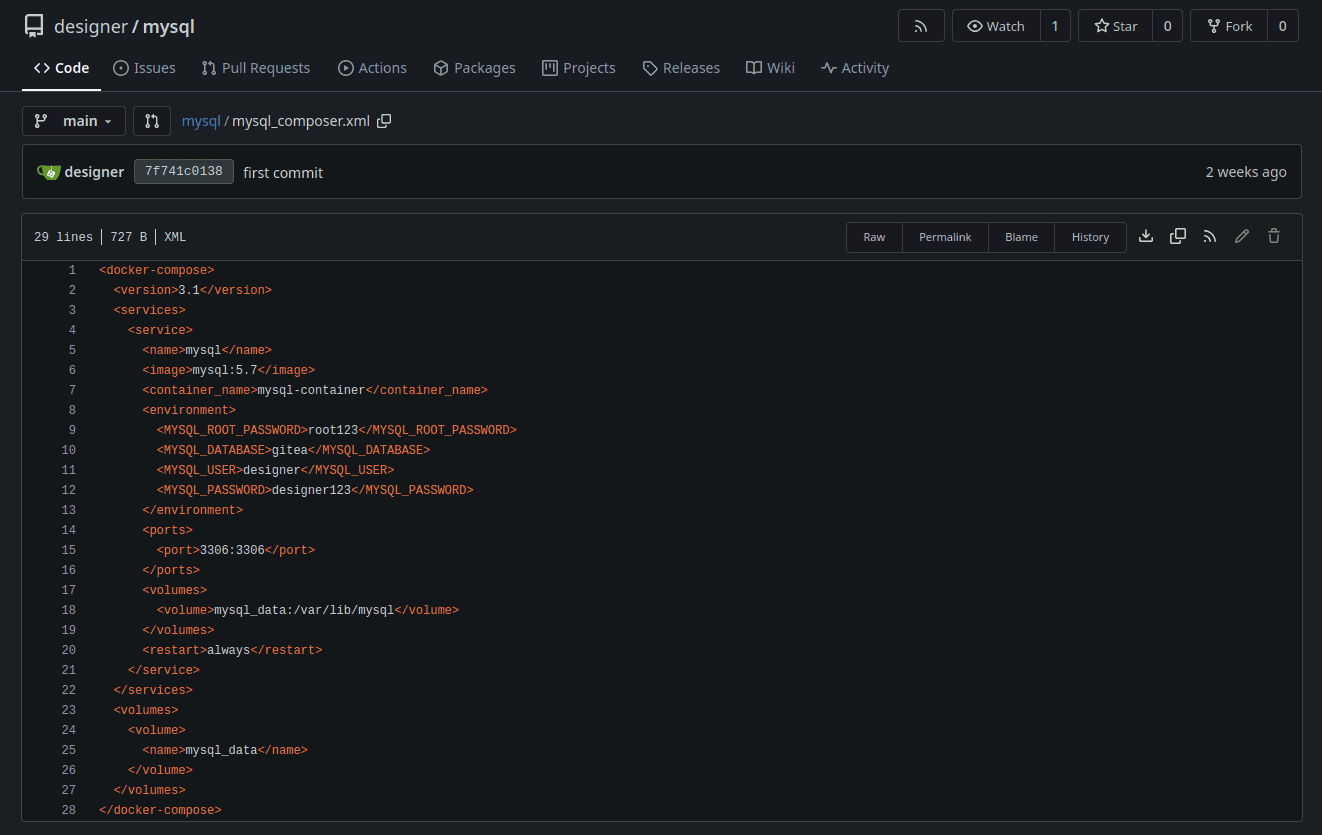 designer / mysql
Watch 1 Star 0 Fork 0
Code Issues Pull Requests Actions Packages Projects Releases Wiki Activity
main mysql / mysql_composer.xml
designer 7f741c0138 first commit 2 weeks ago
29 lines 727 B XML Raw Permalink Blame History
1 <docker-compose>
2 <version>3.1</version>
3 <services>
4 <service>
5 <name>mysql</name>
6 <image>mysql:5.7</image>
7 <container_name>mysql-container</container_name>
8 <environment>
9 <MYSQL_ROOT_PASSWORD>root123</MYSQL_ROOT_PASSWORD>
10 <MYSQL_DATABASE>gitea</MYSQL_DATABASE>
11 <MYSQL_USER>designer</MYSQL_USER>
12 <MYSQL_PASSWORD>designer123</MYSQL_PASSWORD>
13 </environment>
14 <ports>
15 <port>3306:3306</port>
16 </ports>
17 <volumes>
18 <volume>mysql_data:/var/lib/mysql</volume>
19 </volumes>
20 <restart>always</restart>
21 </service>
22 </services>
23 <volumes>
24 <volume>
25 <name>mysql_data</name>
26 </volume>
27 </volumes>
28 </docker-compose>